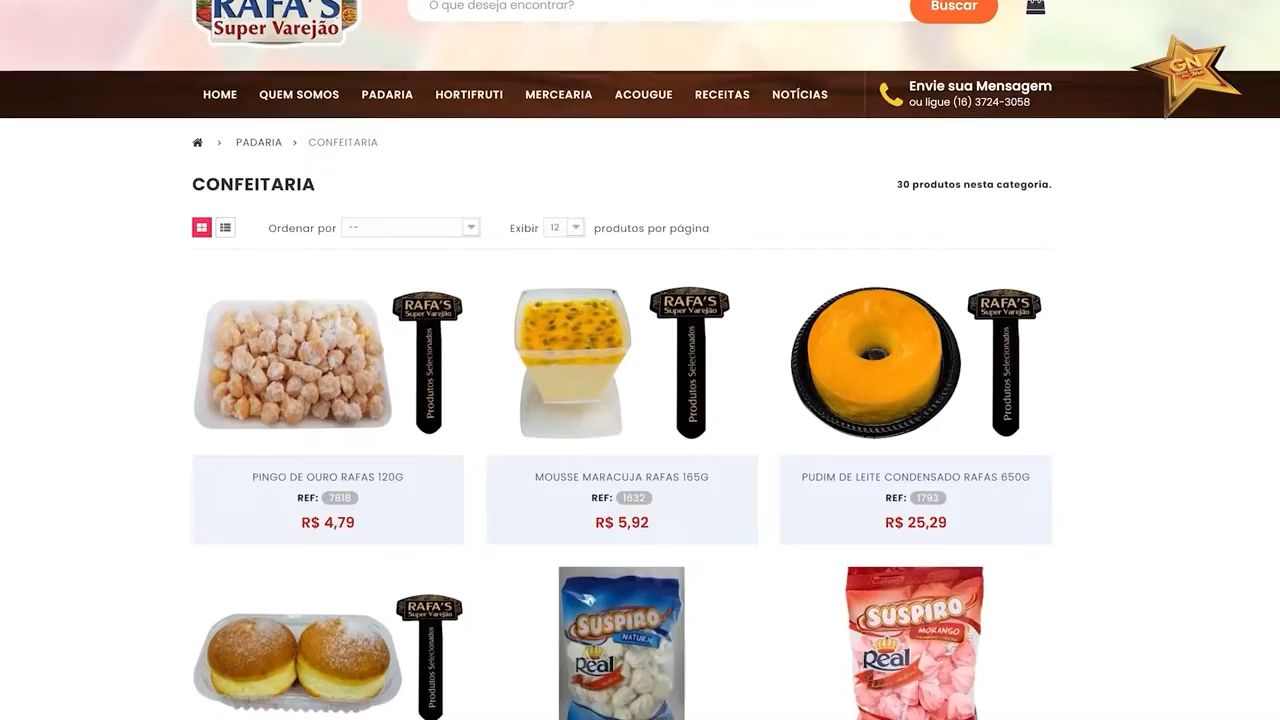 RAFA'S
Super Varejão
O que deseja encontrar?
Buscar
GN
HOME QUEM SOMOS PADARIA HORTIFRUTI MERCEARIA ACOUGUE RECEITAS NOTÍCIAS
Envie sua Mensagem
ou ligue (16) 3724-3058
> PADARIA > CONFEITARIA
CONFEITARIA
30 produtos nesta categoria.
Ordenar por -- Exibir 12 produtos por página
RAFA'S
Super Varejão
Produtos Selecionados
RAFA'S
Super Varejão
Produtos Selecionados
RAFA'S
Super Varejão
Produtos Selecionados
PINGO DE OURO RAFAS 120G
REF: 7818
R$ 4,79
MOUSSE MARACUJA RAFAS 165G
REF: 1632
R$ 5,92
PUDIM DE LEITE CONDENSADO RAFAS 650G
REF: 1793
R$ 25,29
RAFA'S
Super Varejão
Produtos Selecionados
SUSPIRO
NATURAL
Real
SUSPIRO
MORANGO
Real